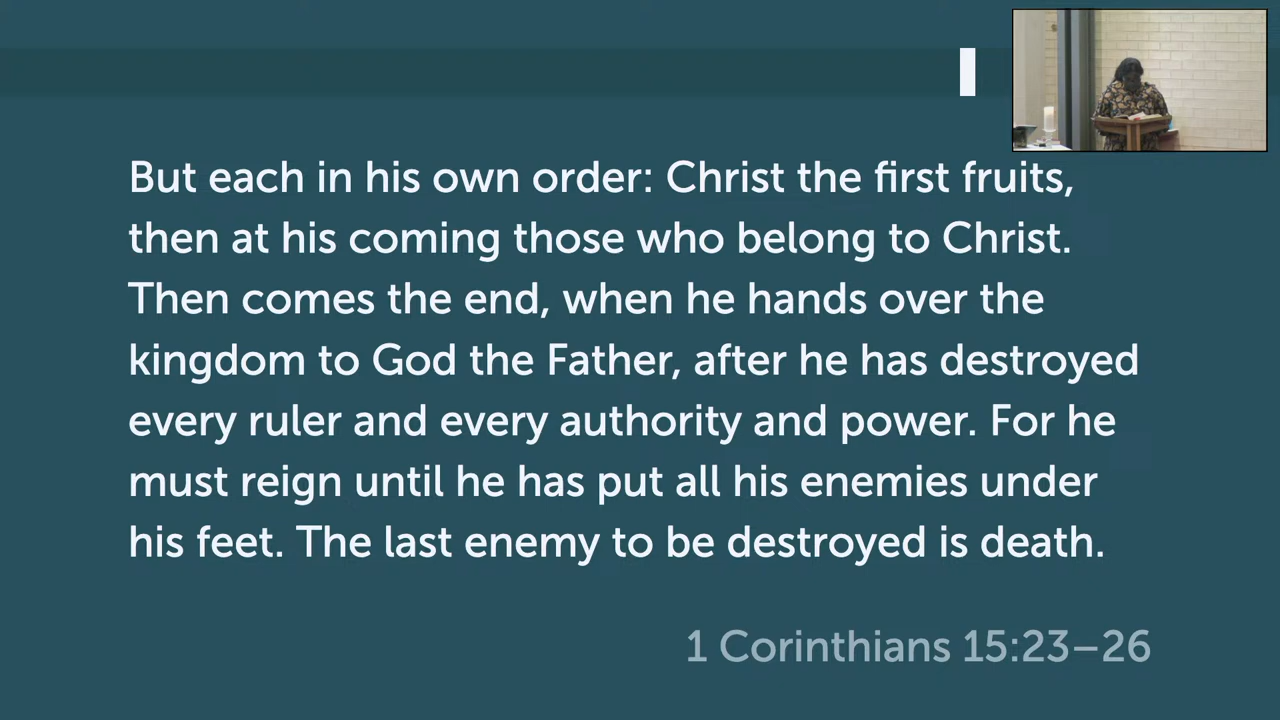 But each in his own order: Christ the first fruits,
then at his coming those who belong to Christ.
Then comes the end, when he hands over the
kingdom to God the Father, after he has destroyed
every ruler and every authority and power. For he
must reign until he has put all his enemies under
his feet. The last enemy to be destroyed is death.
1 Corinthians 15:23–26